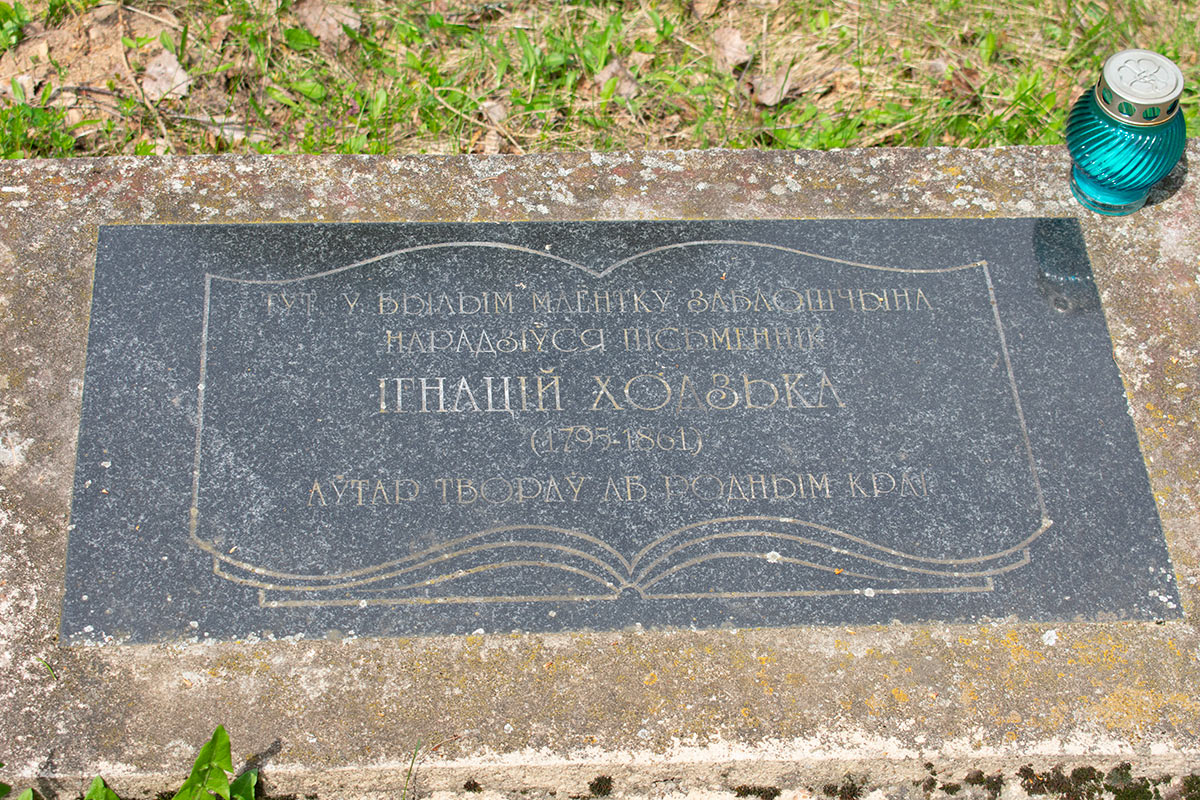 ТУТ, У БЫЛЫМ МАЁНТКУ ЗАБЛОШЧЫНА,
НАРАДЗІЎСЯ ПІСЬМЕННІК
ІГНАЦІЙ ХОДЗЬКА
(1795-1861)
АЎТАР ТВОРАЎ АБ РОДНЫМ КРАІ